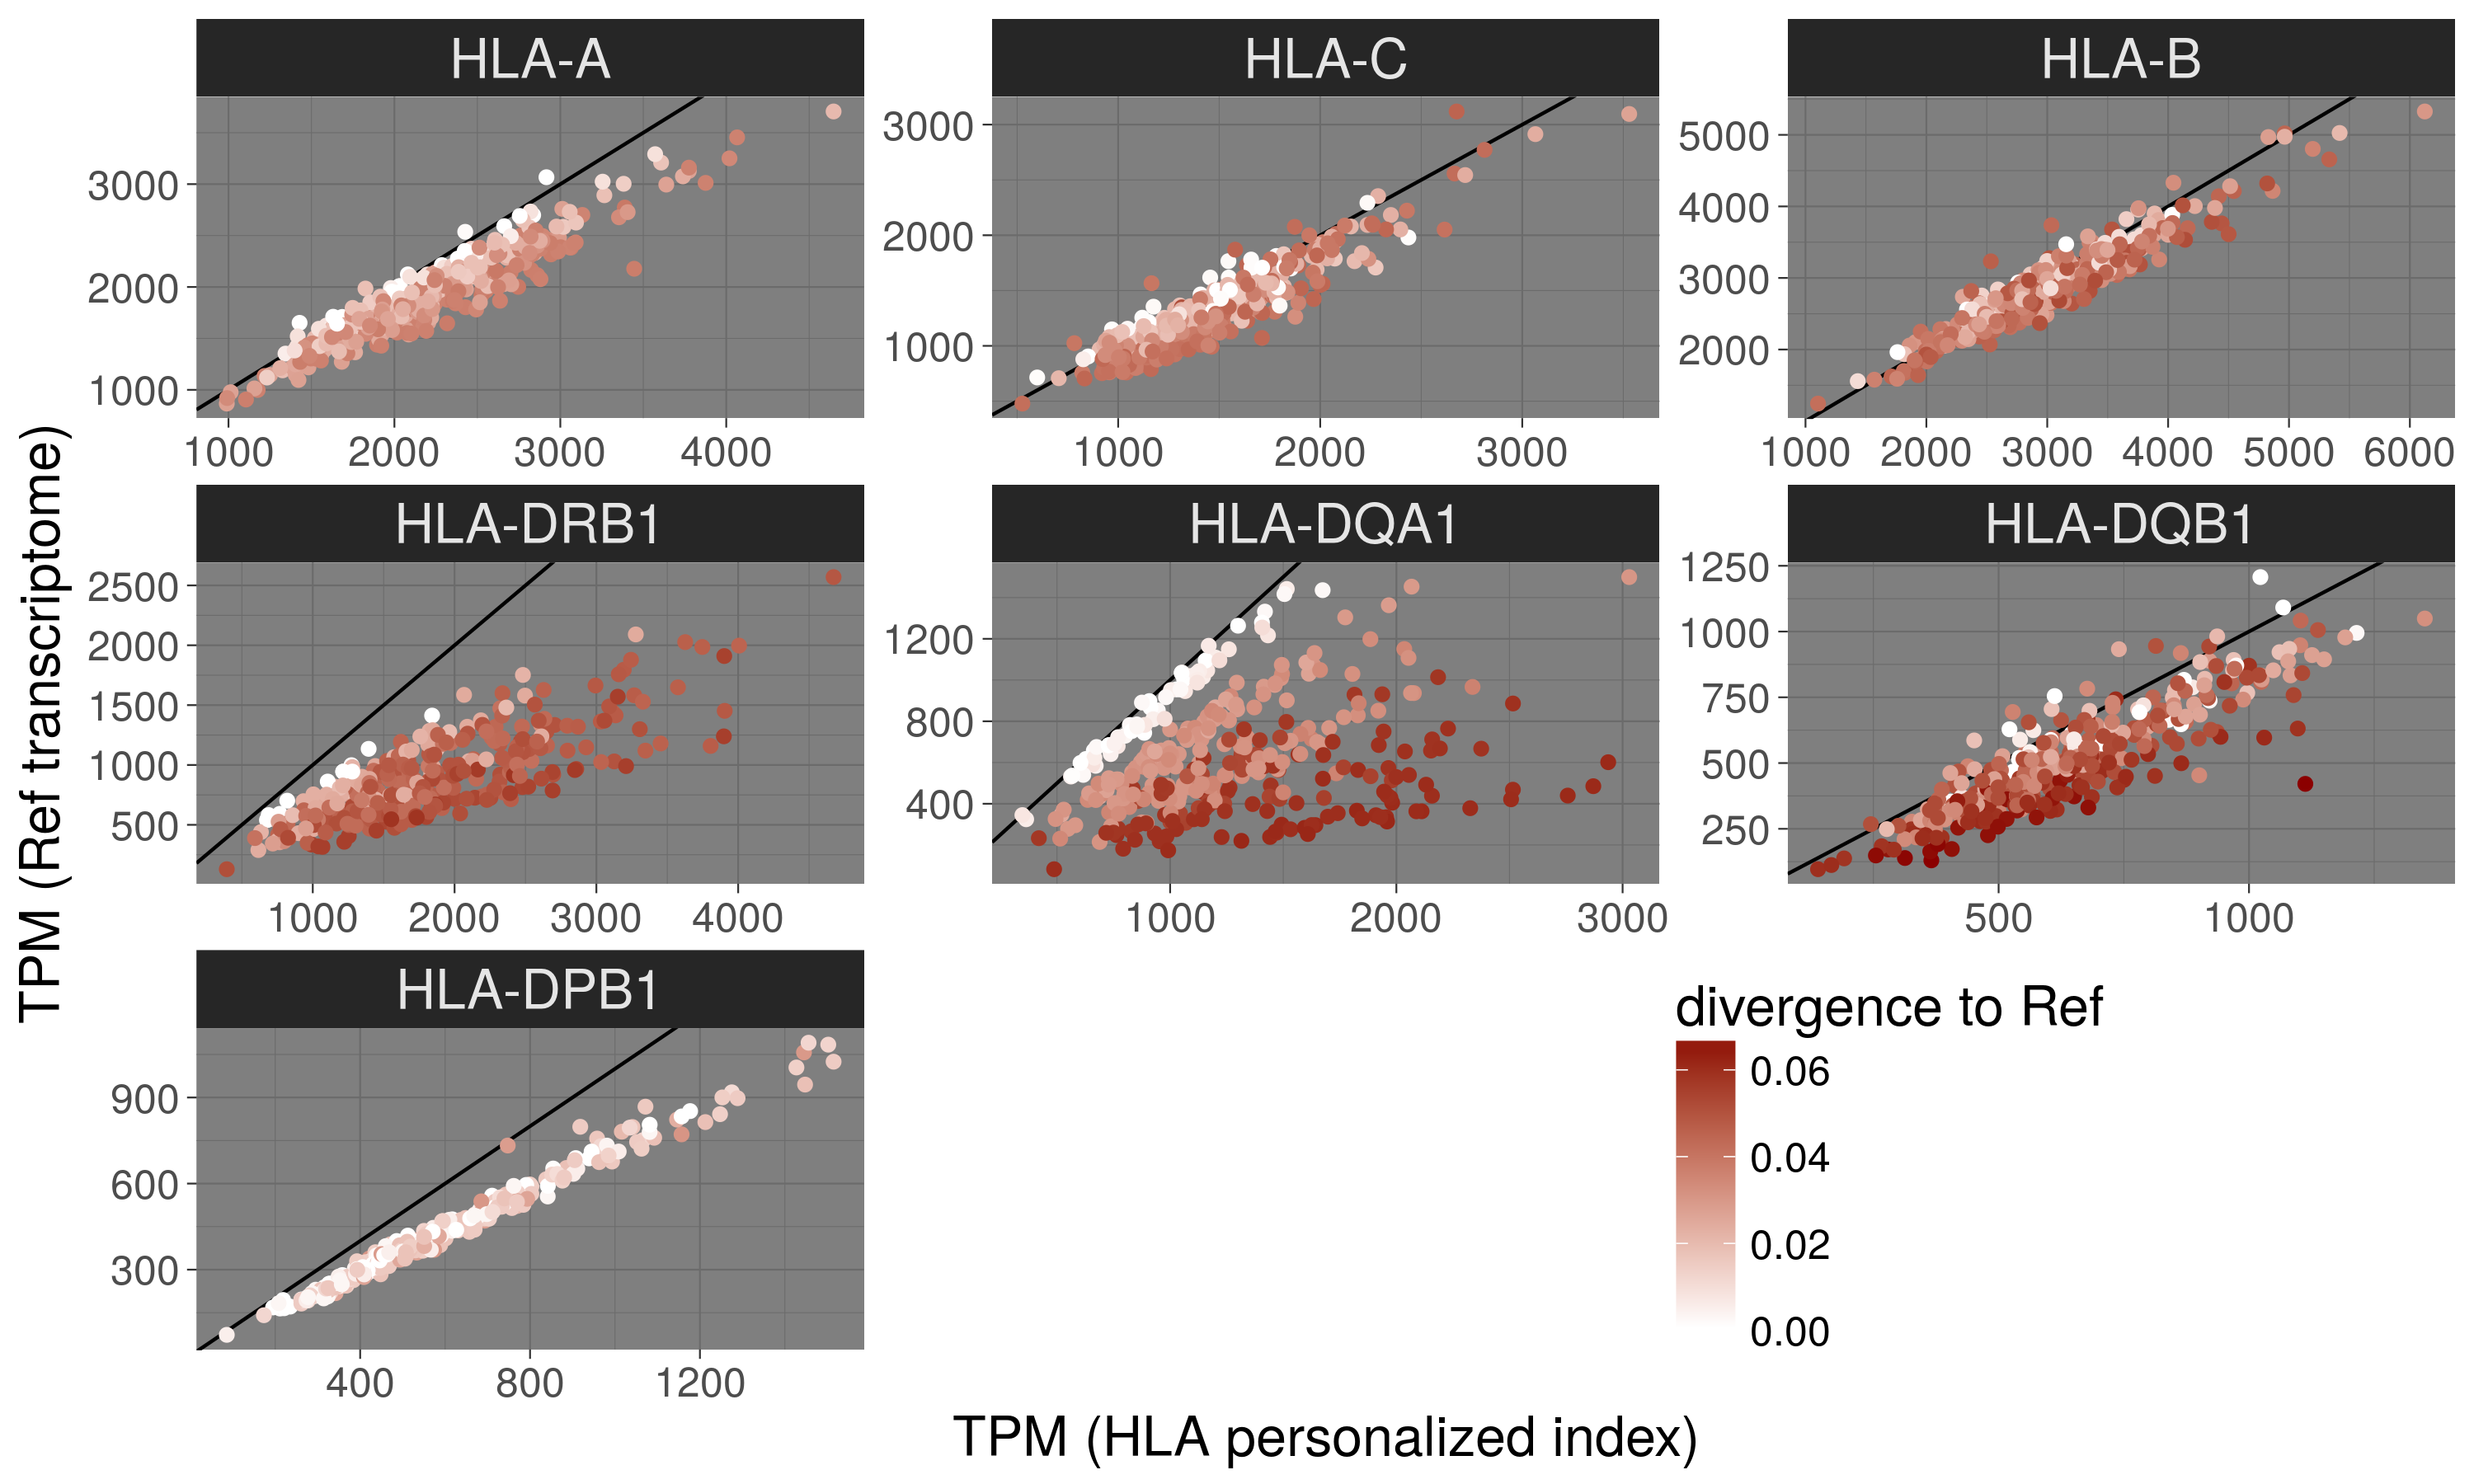 HLA-A
HLA-C
HLA-B
3000
2000
1000
1000 2000 3000 4000
3000
2000
1000
1000 2000 3000
5000
4000
3000
2000
1000 2000 3000 4000 5000 6000
HLA-DRB1
HLA-DQA1
HLA-DQB1
2500
2000
1500
1000
500
1000 2000 3000 4000
1200
800
400
1000 2000 3000
1250
1000
750
500
250
500 1000
HLA-DPB1
900
600
300
400 800 1200
TPM (Ref transcriptome)
TPM (HLA personalized index)
divergence to Ref
0.06
0.04
0.02
0.00